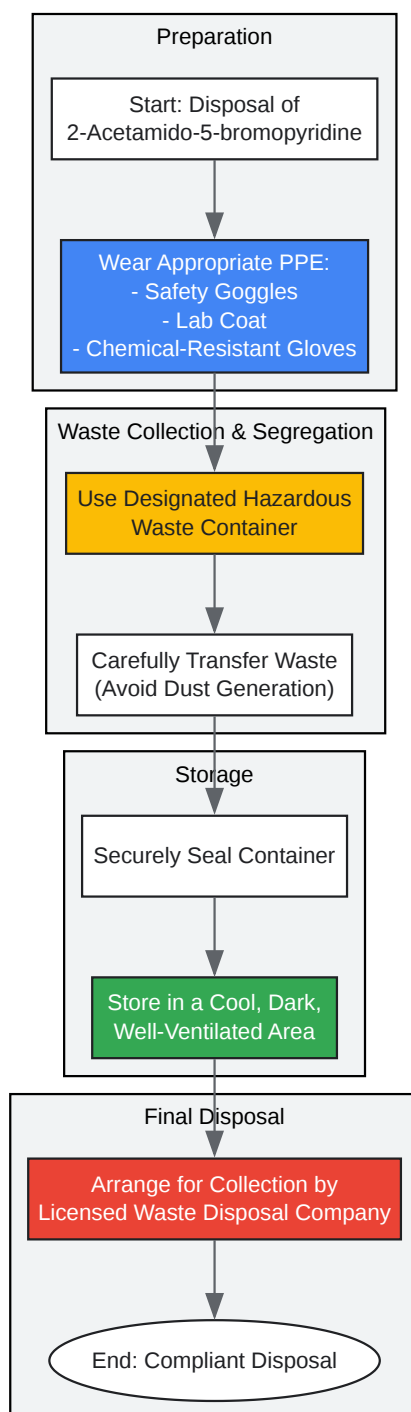 Preparation
Start: Disposal of
2-Acetamido-5-bromopyridine
Wear Appropriate PPE:
- Safety Goggles
- Lab Coat
- Chemical-Resistant Gloves
Waste Collection & Segregation
Use Designated Hazardous
Waste Container
Carefully Transfer Waste
(Avoid Dust Generation)
Storage
Securely Seal Container
Store in a Cool, Dark,
Well-Ventilated Area
Final Disposal
Arrange for Collection by
Licensed Waste Disposal Company
End: Compliant Disposal